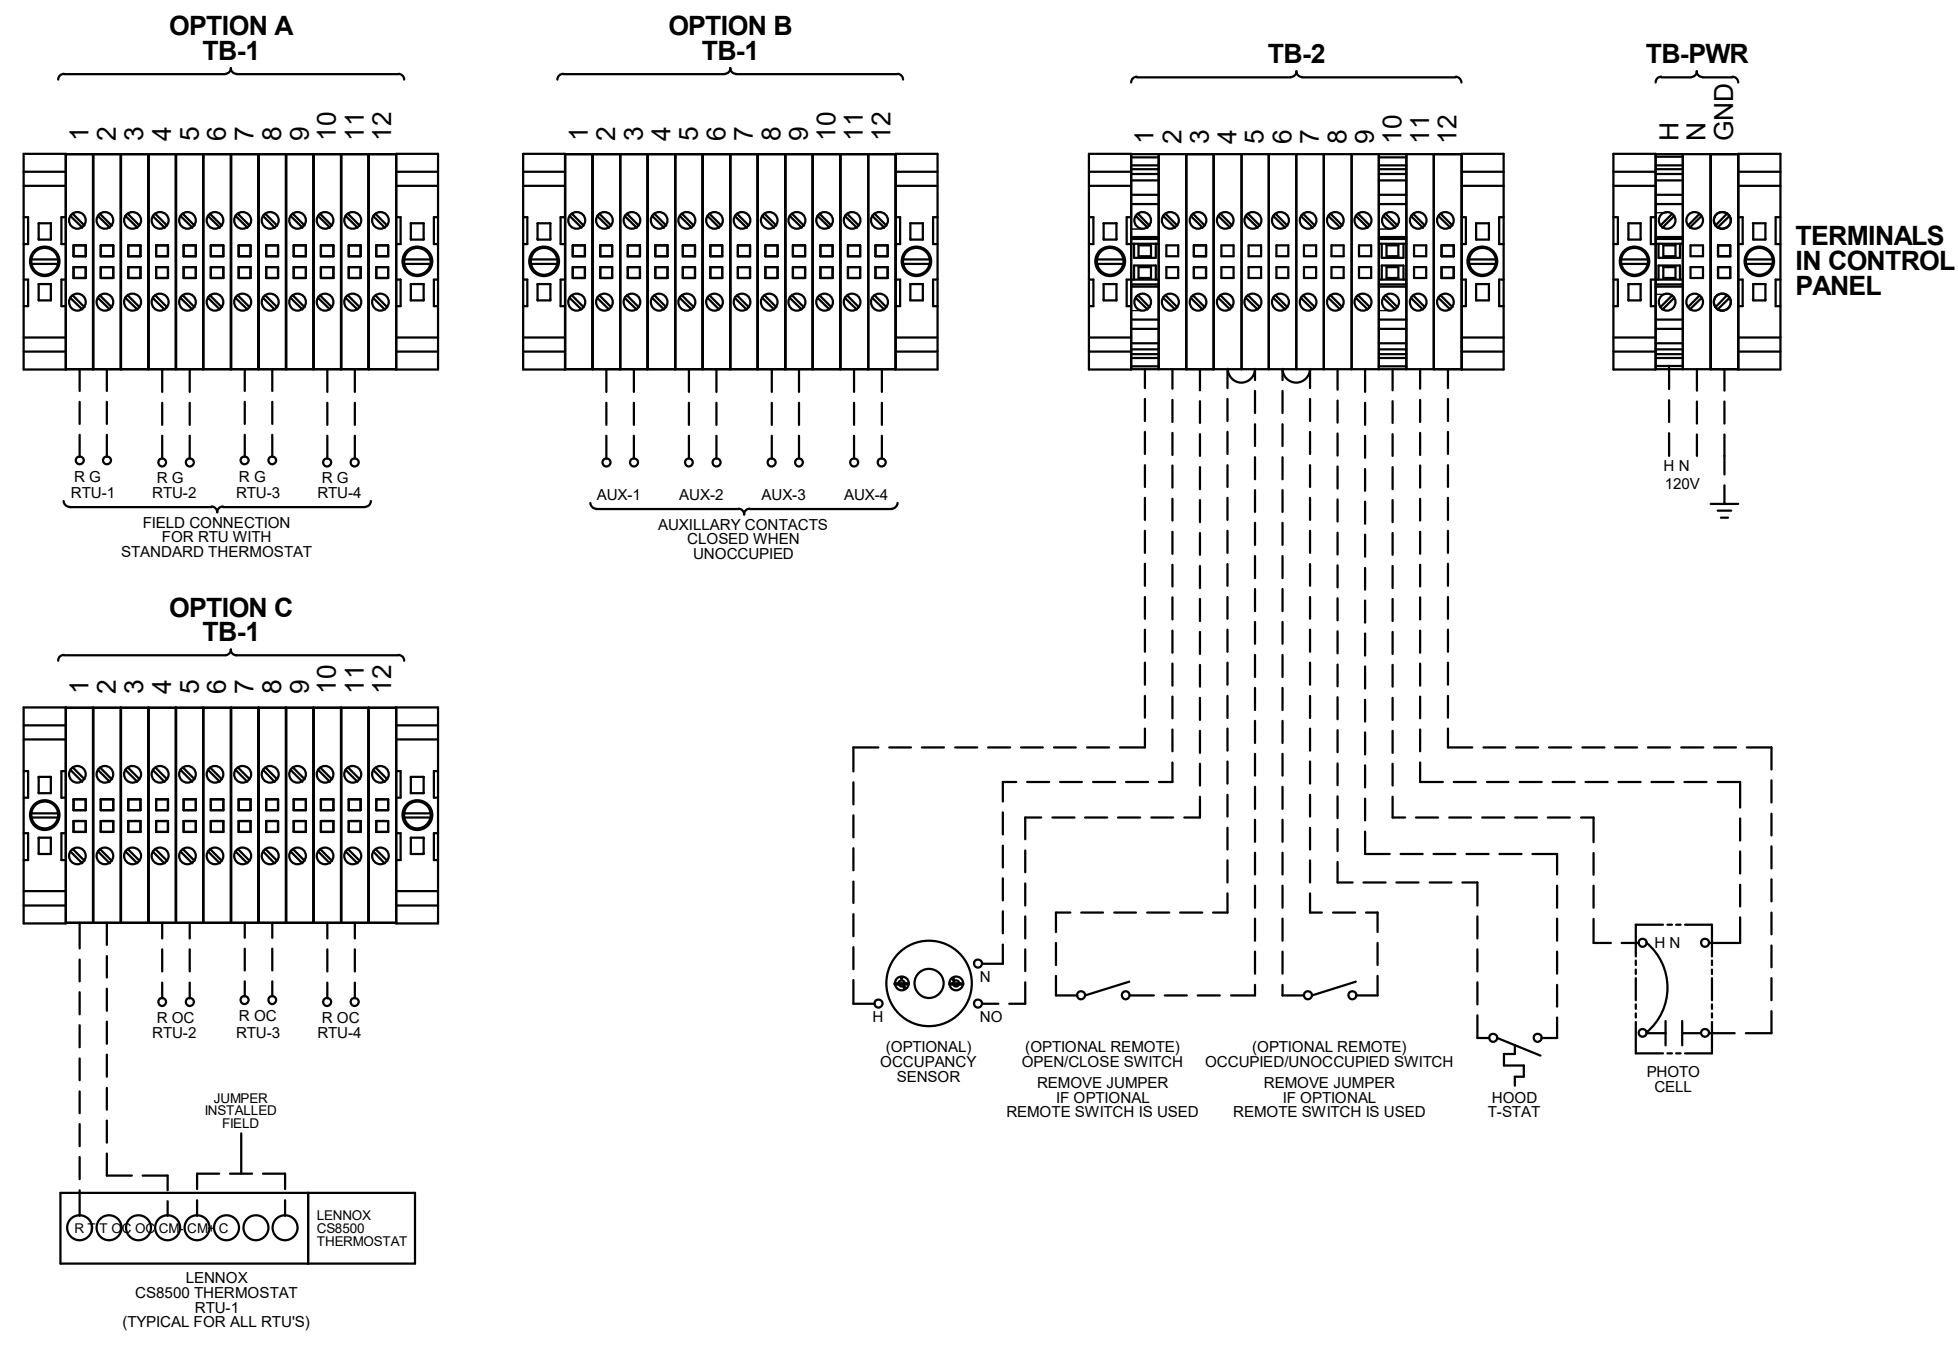 OPTION A
TB-1
1 2 3 4 5 6 7 8 9 10 11 12
R G
RTU-1
R G
RTU-2
R G
RTU-3
R G
RTU-4
FIELD CONNECTION
FOR RTU WITH
STANDARD THERMOSTAT
OPTION B
TB-1
1 2 3 4 5 6 7 8 9 10 11 12
AUX-1
AUX-2
AUX-3
AUX-4
AUXILLARY CONTACTS
CLOSED WHEN
UNOCCUPIED
TB-2
1 2 3 4 5 6 7 8 9 10 11 12
TB-PWR
H N GND
TERMINALS
IN CONTROL
PANEL
H N
120V
OPTION C
TB-1
1 2 3 4 5 6 7 8 9 10 11 12
R OC
RTU-2
R OC
RTU-3
R OC
RTU-4
JUMPER
INSTALLED
FIELD
R T T OC OC CM- CM+ C
LENNOX
CS8500
THERMOSTAT
LENNOX
CS8500 THERMOSTAT
RTU-1
(TYPICAL FOR ALL RTU'S)
H
N
NO
(OPTIONAL)
OCCUPANCY
SENSOR
(OPTIONAL REMOTE)
OPEN/CLOSE SWITCH
REMOVE JUMPER
IF OPTIONAL
REMOTE SWITCH IS USED
(OPTIONAL REMOTE)
OCCUPIED/UNOCCUPIED SWITCH
REMOVE JUMPER
IF OPTIONAL
REMOTE SWITCH IS USED
HOOD
T-STAT
H N
PHOTO
CELL